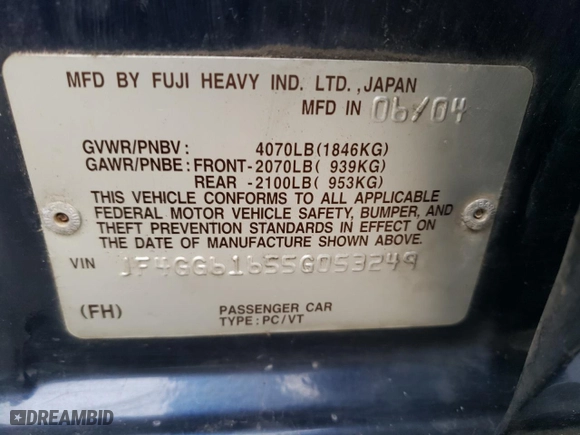 MFD BY FUJI HEAVY IND. LTD., JAPAN
MFD IN 06/04
GVWR/PNBV: 4070LB(1846KG)
GAWR/PNBE: FRONT-2070LB( 939KG)
REAR -2100LB( 953KG)
THIS VEHICLE CONFORMS TO ALL APPLICABLE
FEDERAL MOTOR VEHICLE SAFETY, BUMPER, AND
THEFT PREVENTION STANDARDS IN EFFECT ON
THE DATE OF MANUFACTURE SHOWN ABOVE.
VIN JF4GG61655G053249
(FH) PASSENGER CAR
TYPE: PC/VT
DREAMBID